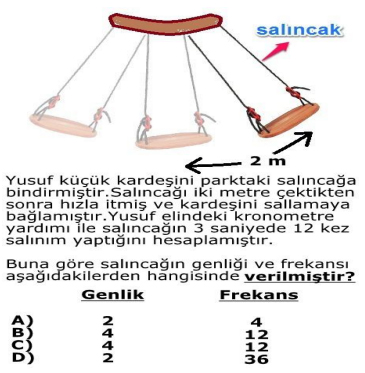 salıncak
2 m
Yusuf küçük kardeşini parktaki salıncağa
bindirmiştir.Salıncağı iki metre çektikten
sonra hızla itmiş ve kardeşini sallamaya
bağlamıştır.Yusuf elindeki kronometre
yardımı ile salıncağın 3 saniyede 12 kez
salınım yaptığını hesaplamıştır.
Buna göre salıncağın genliği ve frekansı
aşağıdakilerden hangisinde verilmiştir?
Genlik Frekans
A) 2 4
B) 4 12
C) 4 12
D) 2 36